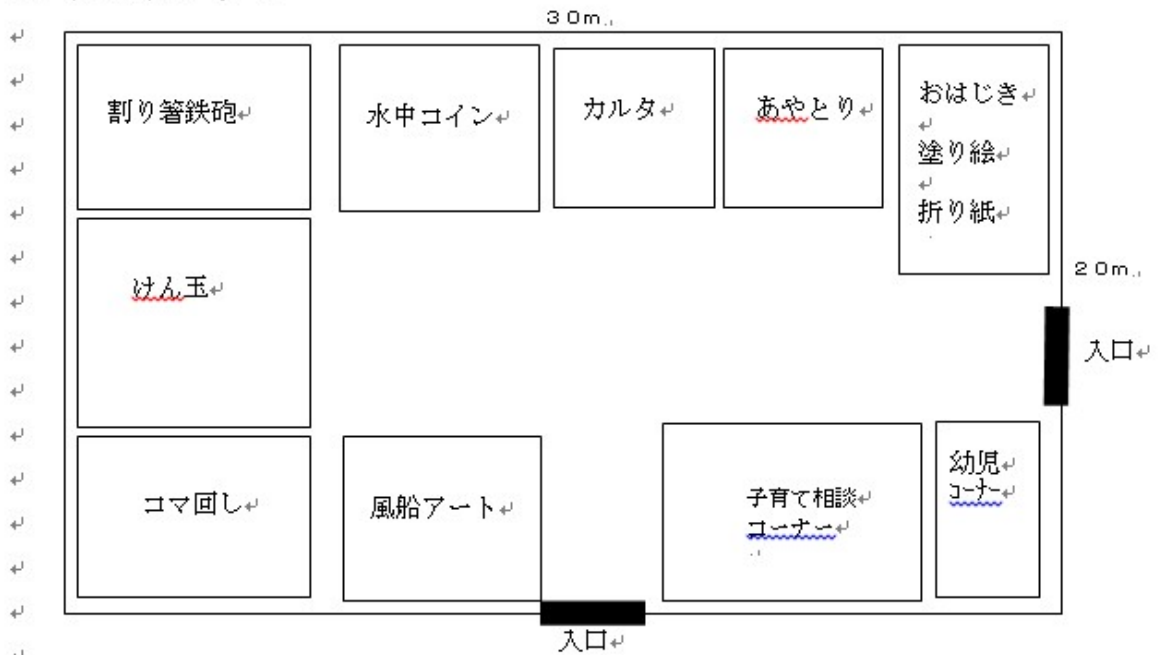 30m
割り箸鉄砲
水中コイン
カルタ
あやとり
おはじき
塗り絵
折り紙
20m
けん玉
入口
コマ回し
風船アート
子育て相談
コーナー
幼児
コーナー
入口